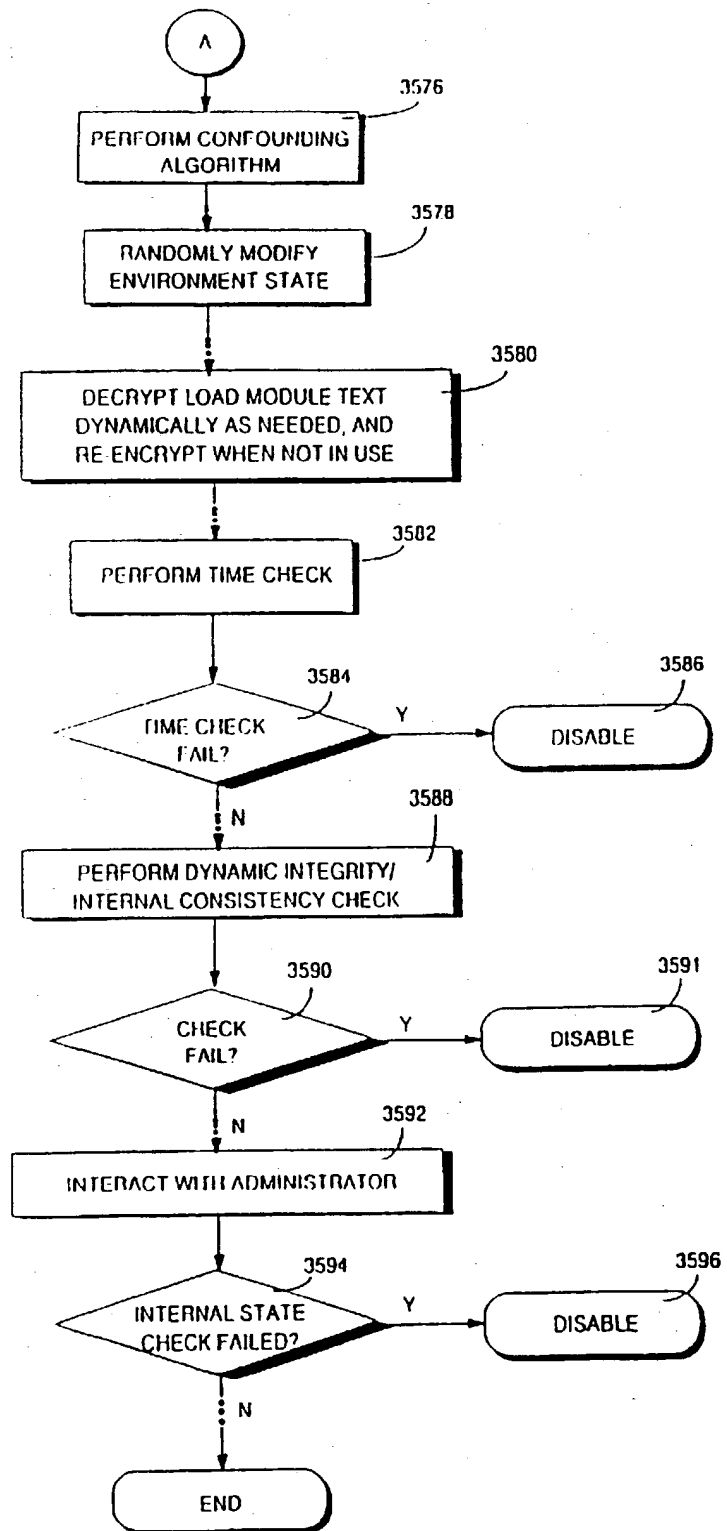 A
3576
PERFORM CONFOUNDING
ALGORITHM
3578
RANDOMLY MODIFY
ENVIRONMENT STATE
3580
DECRYPT LOAD MODULE TEXT
DYNAMICALLY AS NEEDED, AND
RE-ENCRYPT WHEN NOT IN USE
3582
PERFORM TIME CHECK
3584
TIME CHECK
FAIL?
Y
3586
DISABLE
N
3588
PERFORM DYNAMIC INTEGRITY/
INTERNAL CONSISTENCY CHECK
3590
CHECK
FAIL?
Y
3591
DISABLE
N
3592
INTERACT WITH ADMINISTRATOR
3594
INTERNAL STATE
CHECK FAILED?
Y
3596
DISABLE
N
END